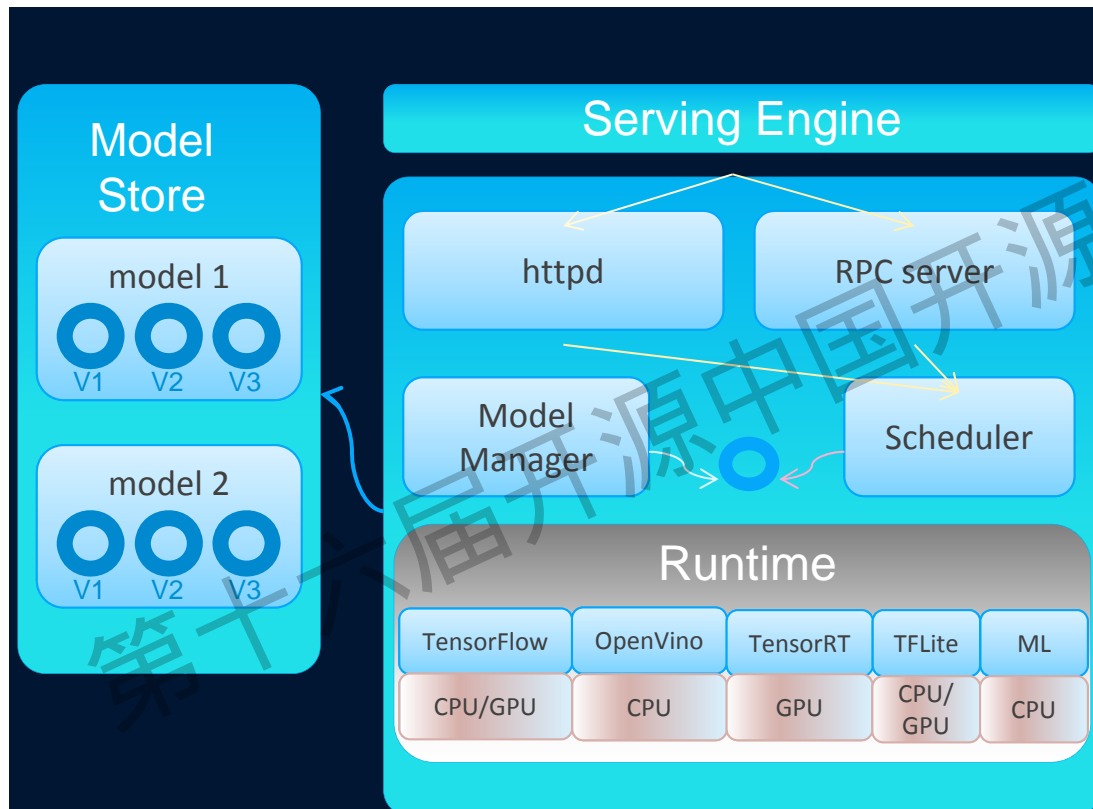 Model
Store
model 1
V1 V2 V3
model 2
V1 V2 V3
Serving Engine
httpd
RPC server
Model
Manager
Scheduler
Runtime
TensorFlow OpenVino TensorRT TFLite ML
CPU/GPU CPU GPU CPU/
GPU CPU
第十六届开源中国开源